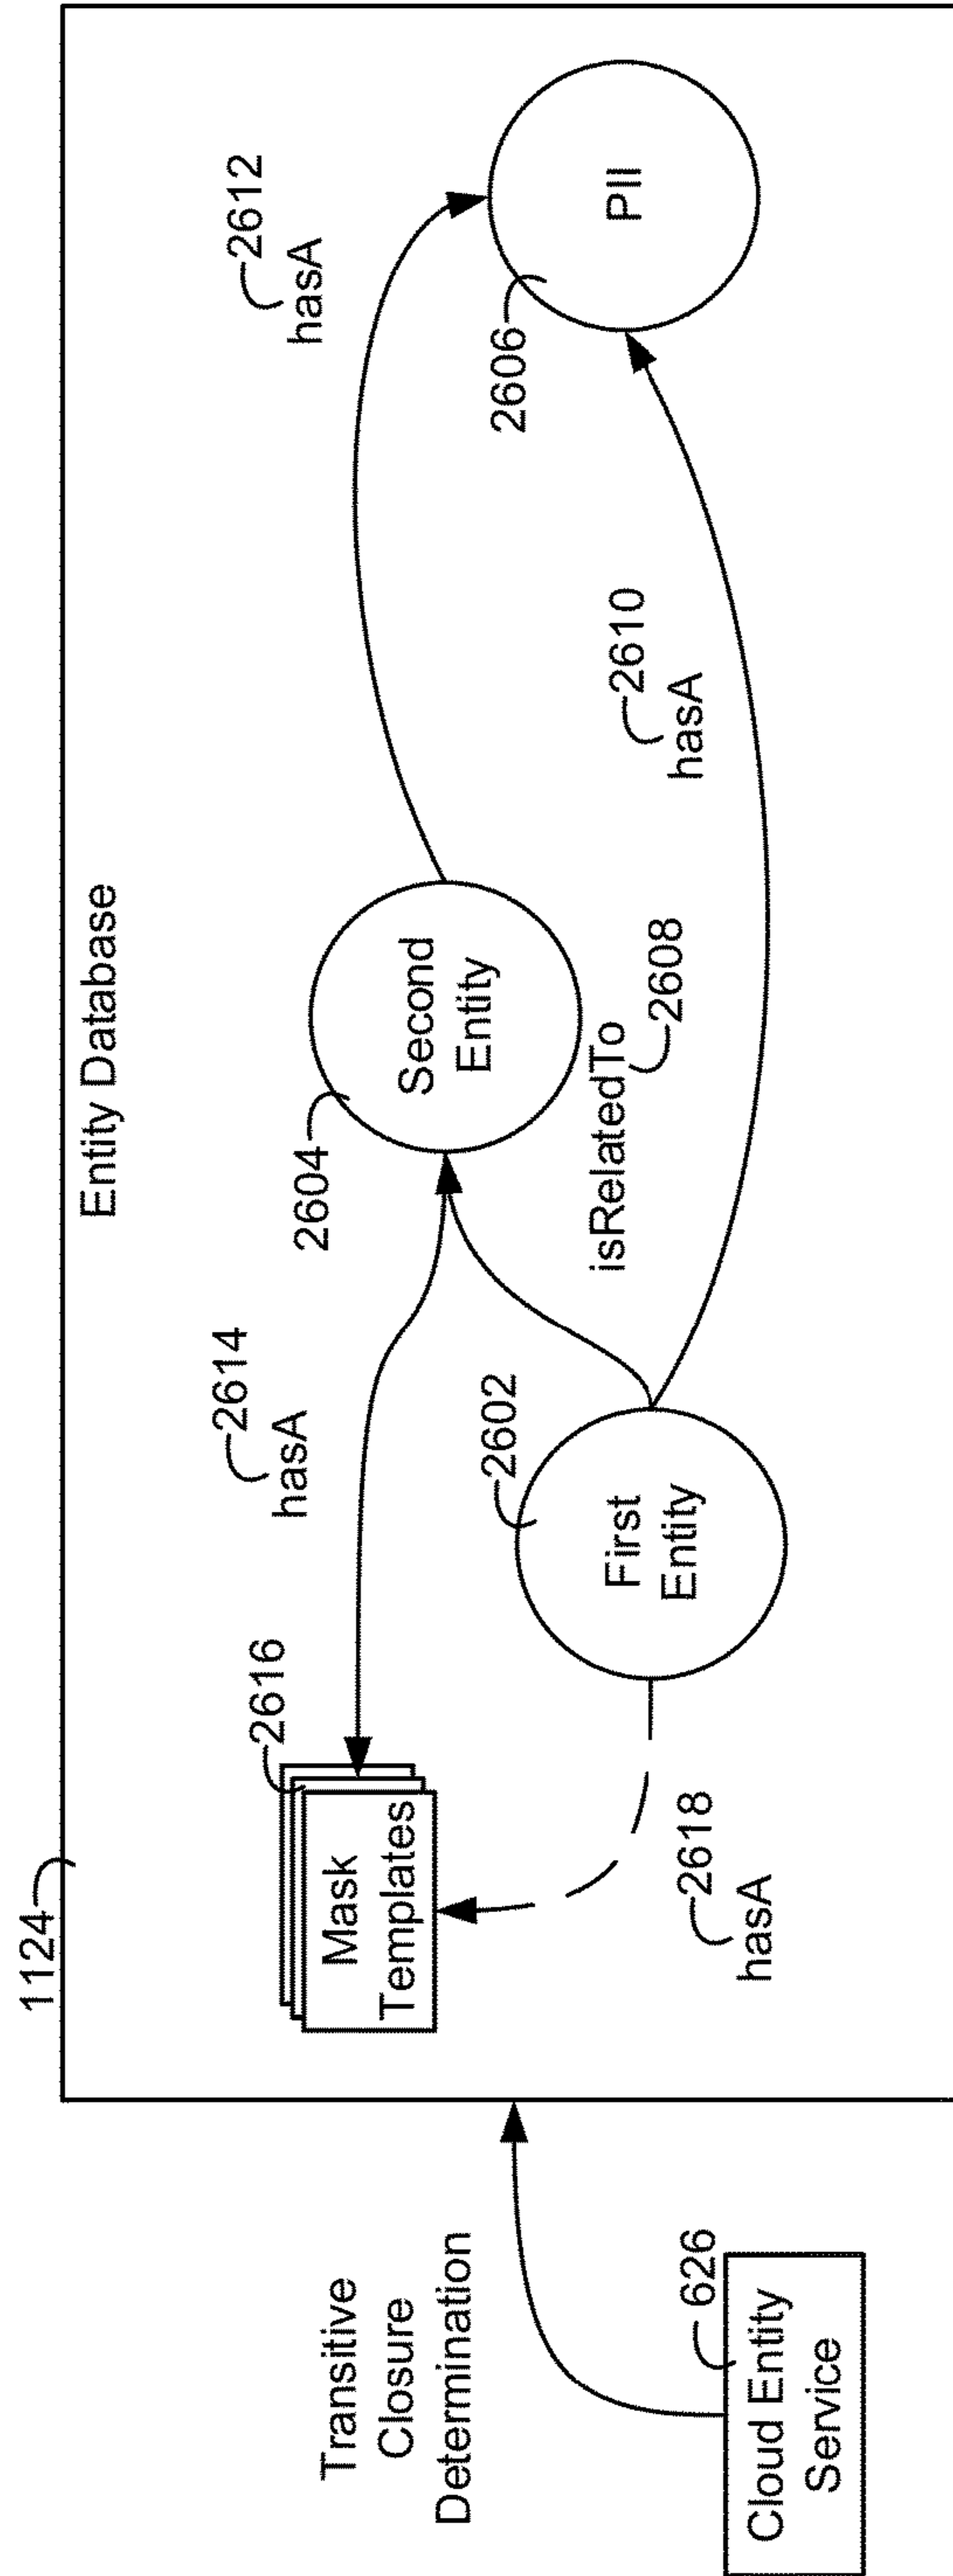 1124
Entity Database
2614
hasA
2612
hasA
2616
Mask
Templates
2604
Second
Entity
2606
PII
2602
First
Entity
isRelatedTo
2608
2610
hasA
2618
hasA
Transitive
Closure
Determination
626
Cloud Entity
Service